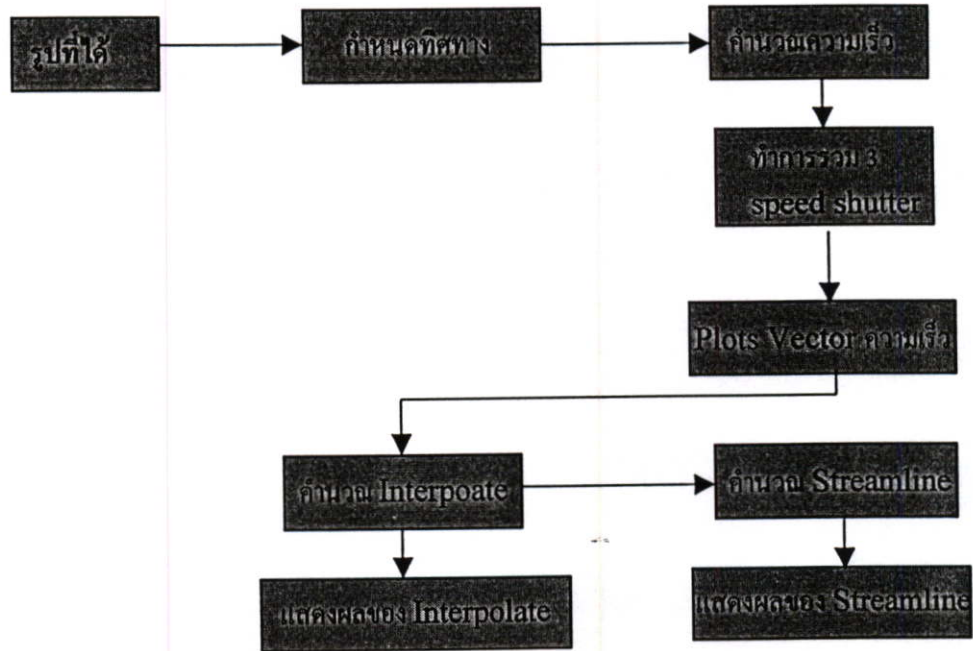 รูปที่ได้
กำหนดทิศทาง
คำนวณความเร็ว
ทำการรวม 3
speed shutter
Plots Vector ความเร็ว
คำนวณ Interpoate
คำนวณ Streamline
แสดงผลของ Interpolate
แสดงผลของ Streamline